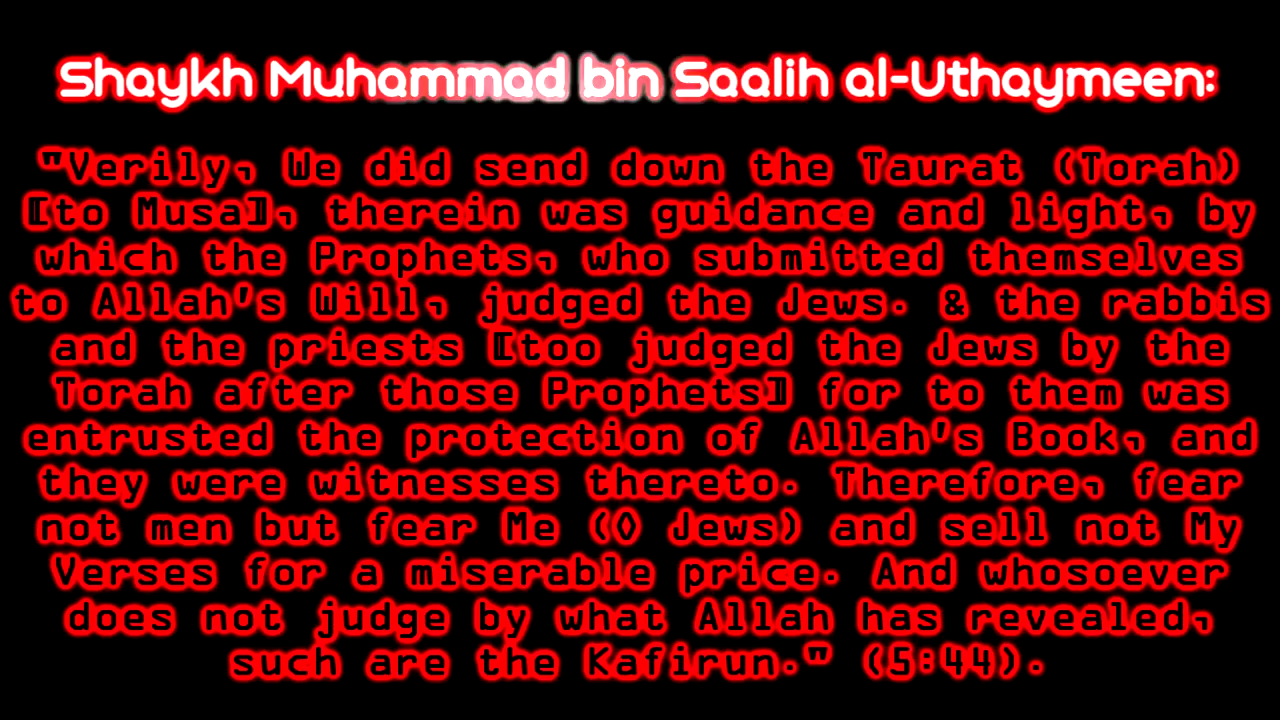 Shaykh Muhammad bin Saalih al-Uthaymeen:
"Verily, We did send down the Taurat (Torah)
[to Musa], therein was guidance and light, by
which the Prophets, who submitted themselves
to Allah's Will, judged the Jews. & the rabbis
and the priests [too judged the Jews by the
Torah after those Prophets] for to them was
entrusted the protection of Allah's Book, and
they were witnesses thereto. Therefore, fear
not men but fear Me (O Jews) and sell not My
Verses for a miserable price. And whosoever
does not judge by what Allah has revealed,
such are the Kafirun." (5:44).